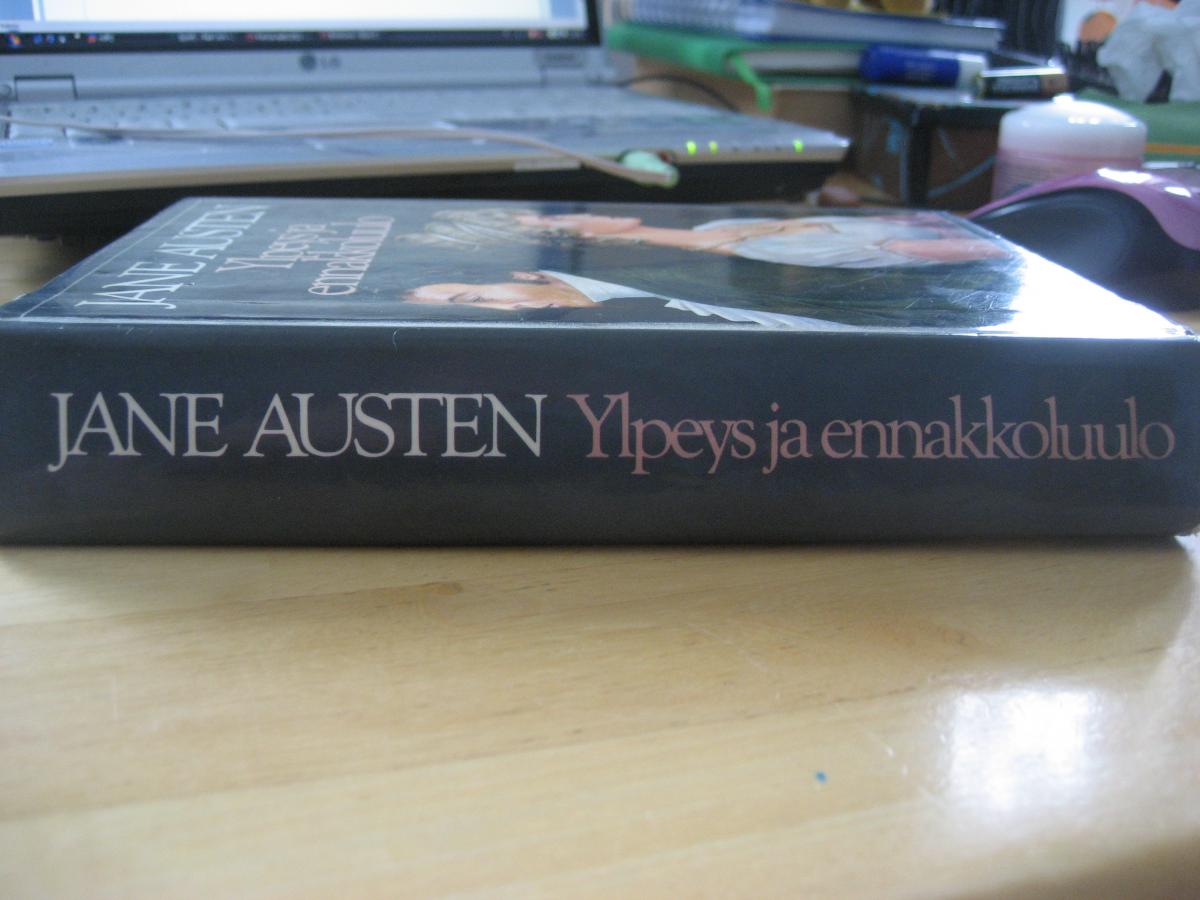 LG
JANE AUSTEN
Ylpeys ja
ennakkoluulo
JANE AUSTEN Ylpeys ja ennakkoluulo